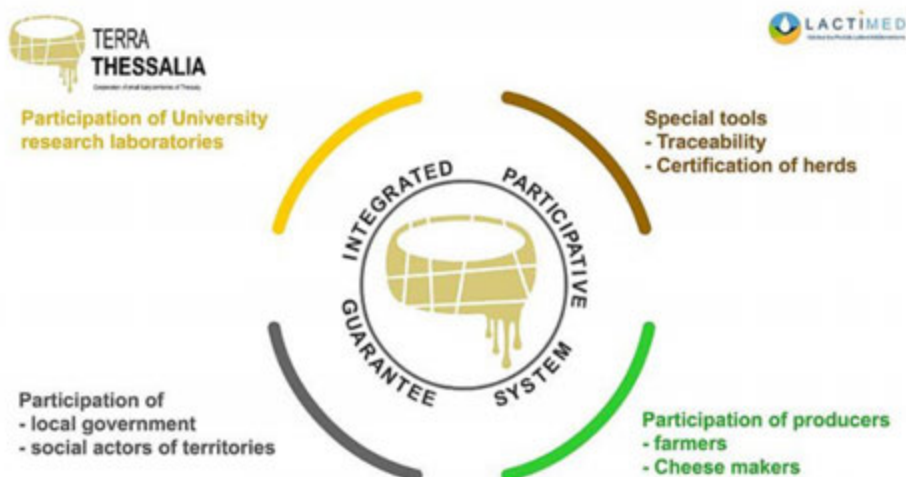 TERRA
THESSALIA
LACTIMED
Participation of University
research laboratories
Special tools
- Traceability
- Certification of herds
INTEGRATED PARTICIPATIVE
GUARANTEE SYSTEM
Participation of
- local government
- social actors of territories
Participation of producers
- farmers
- Cheese makers